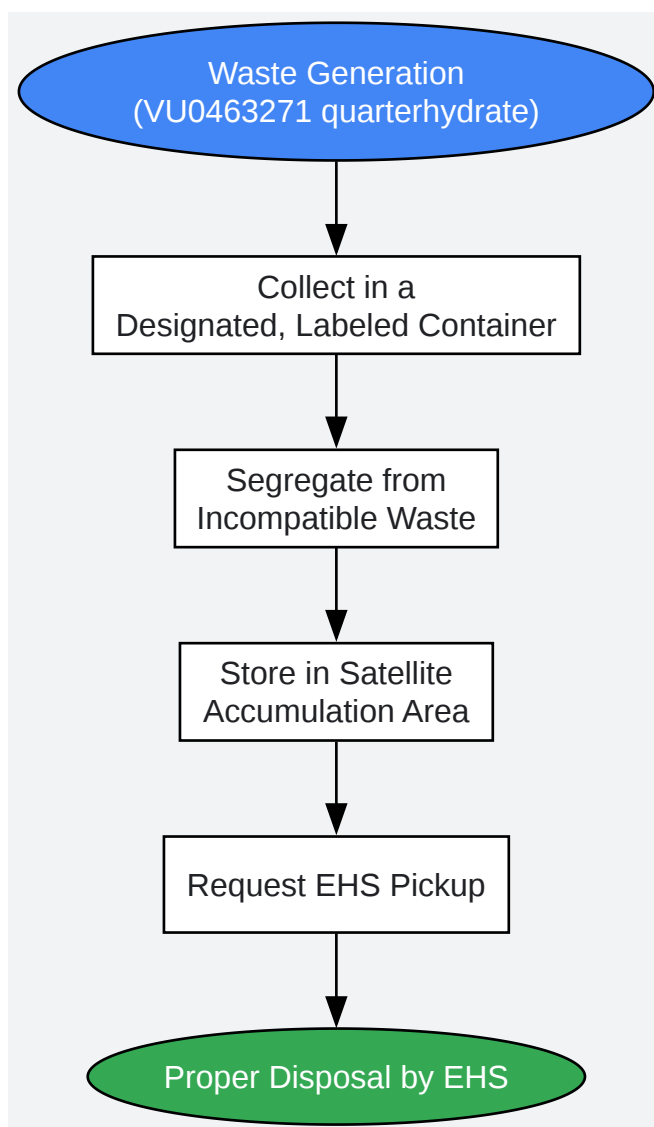 Waste Generation
(VU0463271 quarterhydrate)
Collect in a
Designated, Labeled Container
Segregate from
Incompatible Waste
Store in Satellite
Accumulation Area
Request EHS Pickup
Proper Disposal by EHS